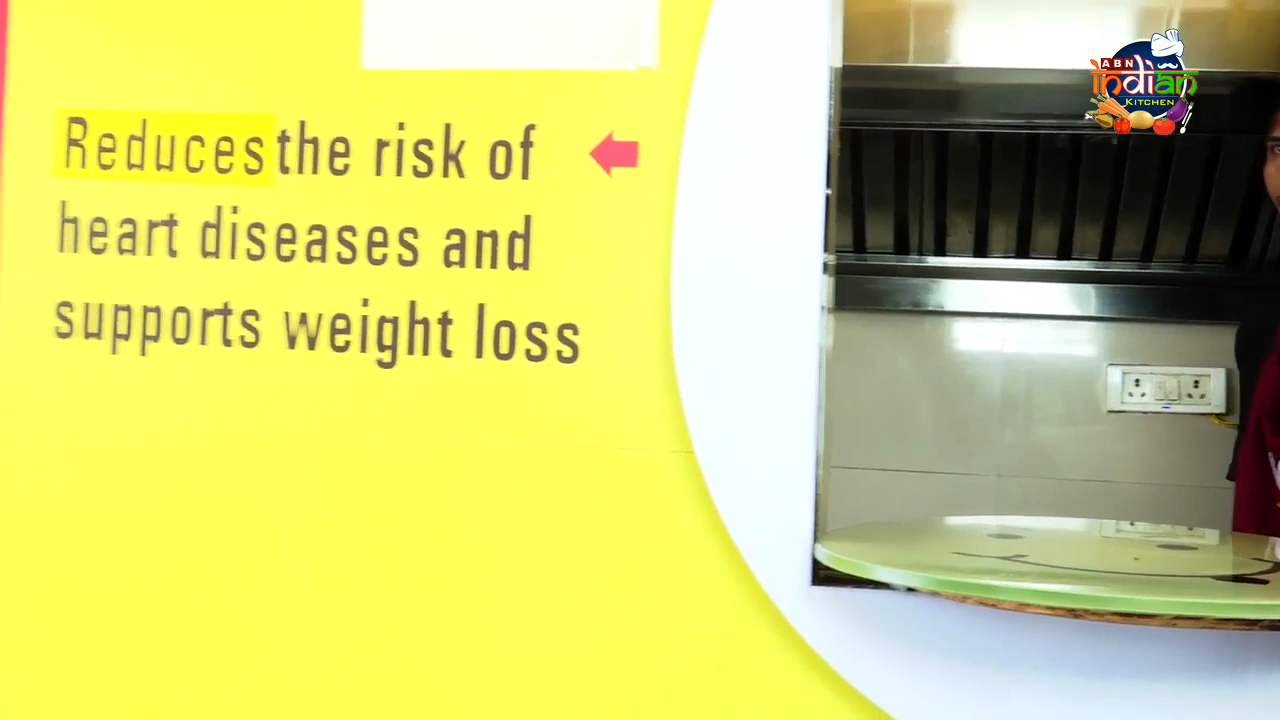 Reduces the risk of
heart diseases and
supports weight loss
ABN
indian
KITCHEN